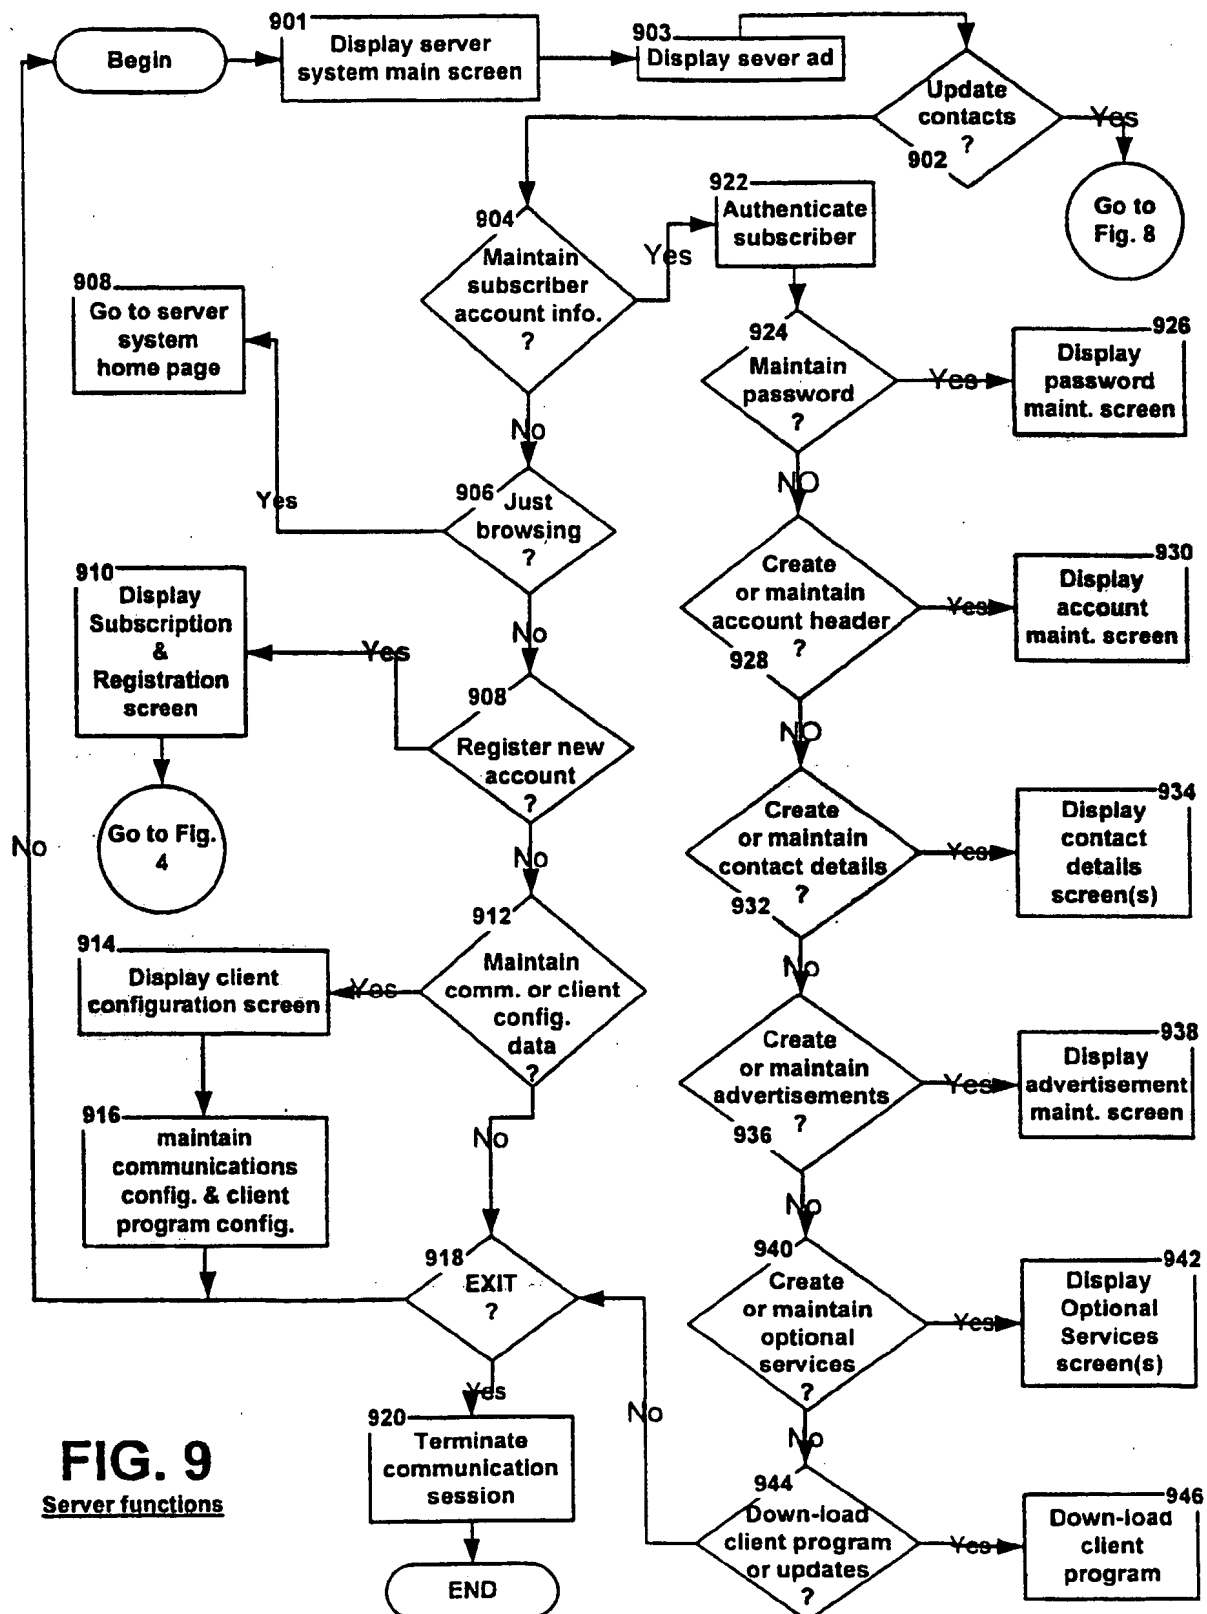 Begin
901
Display server
system main screen
903
Display sever ad
Update
contacts
?
902
Yes
Go to
Fig. 8
904
Maintain
subscriber
account info.
?
Yes
922
Authenticate
subscriber
908
Go to server
system
home page
924
Maintain
password
?
Yes
926
Display
password
maint. screen
No
NO
906
Just
browsing
?
Yes
928
Create
or maintain
account header
?
Yes
930
Display
account
maint. screen
910
Display
Subscription
&
Registration
screen
No
Yes
908
Register new
account
?
NO
Go to Fig.
4
No
No
932
Create
or maintain
contact details
?
Yes
934
Display
contact
details
screen(s)
912
Maintain
comm. or client
config.
data
?
Yes
914
Display client
configuration screen
No
936
Create
or maintain
advertisements
?
Yes
938
Display
advertisement
maint. screen
916
maintain
communications
config. & client
program config.
No
No
918
EXIT
?
940
Create
or maintain
optional
services
?
Yes
942
Display
Optional
Services
screen(s)
Yes
No
No
920
Terminate
communication
session
944
Down-load
client program
or updates
?
Yes
946
Down-load
client
program
END
FIG. 9
Server functions